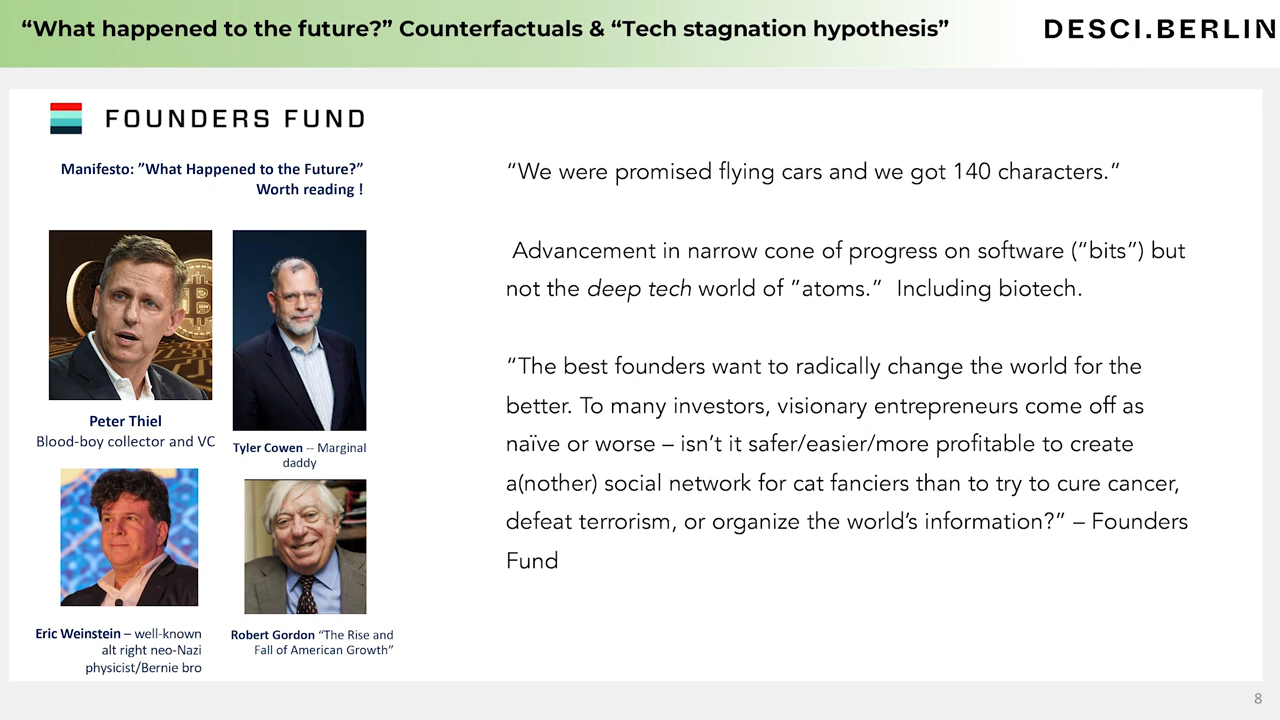 “What happened to the future?” Counterfactuals & “Tech stagnation hypothesis”
DESCI.BERLIN
FOUNDERS FUND
Manifesto: ”What Happened to the Future?”
Worth reading !
Peter Thiel
Blood-boy collector and VC
Tyler Cowen -- Marginal
daddy
Eric Weinstein – well-known
alt right neo-Nazi
physicist/Bernie bro
Robert Gordon “The Rise and
Fall of American Growth”
“We were promised flying cars and we got 140 characters.”
Advancement in narrow cone of progress on software (“bits”) but
not the deep tech world of ”atoms.” Including biotech.
“The best founders want to radically change the world for the
better. To many investors, visionary entrepreneurs come off as
naïve or worse – isn’t it safer/easier/more profitable to create
a(nother) social network for cat fanciers than to try to cure cancer,
defeat terrorism, or organize the world’s information?” – Founders
Fund
8